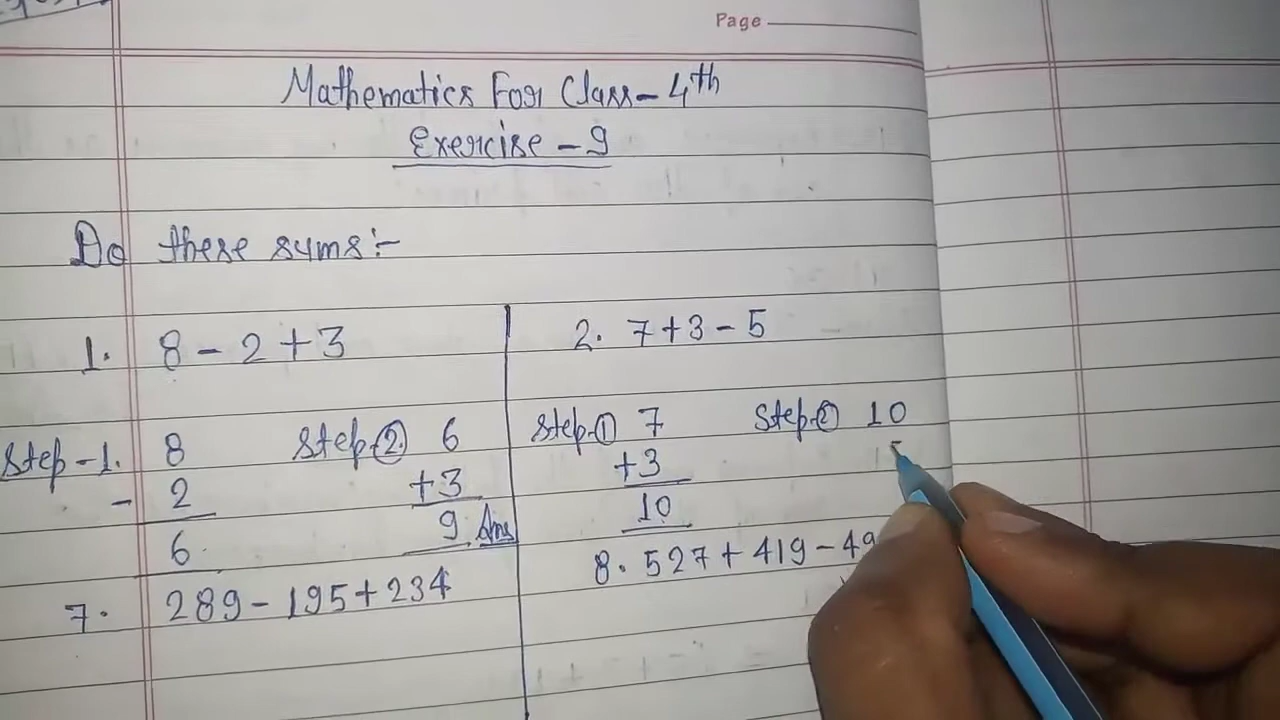 Page
Mathematics For Class-4th
Exercise-9
Do these sums:-
1. 8-2+3
2. 7+3-5
Step-1. 8
- 2
6
Step-2. 6
+3
9 Ans
Step-1 7
+3
10
Step-2 10
5
7. 289-195+234
8. 527+419-49